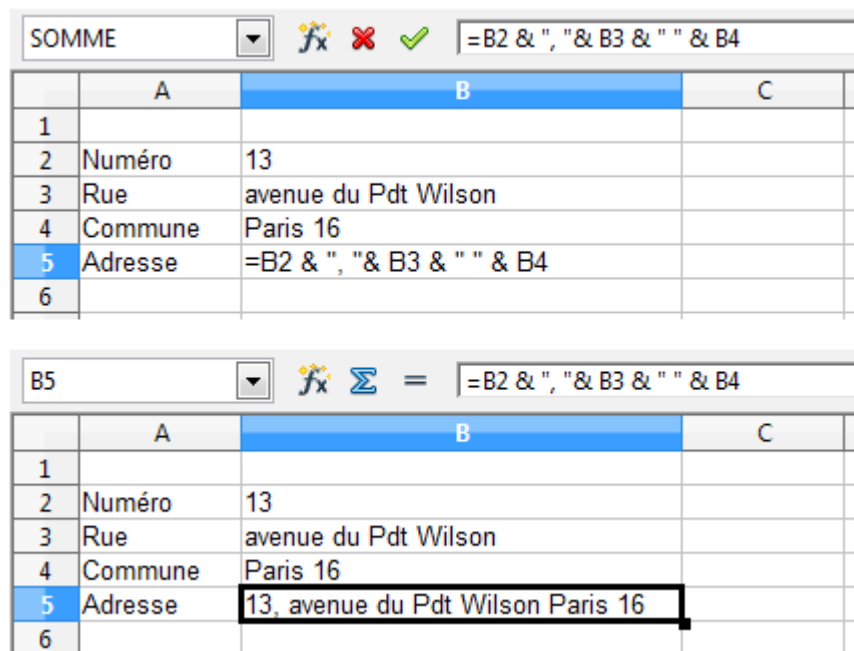 SOMME =B2 & ", "& B3 & " " & B4
A B C
1
2 Numéro 13
3 Rue avenue du Pdt Wilson
4 Commune Paris 16
5 Adresse =B2 & ", "& B3 & " " & B4
6
B5 =B2 & ", "& B3 & " " & B4
A B C
1
2 Numéro 13
3 Rue avenue du Pdt Wilson
4 Commune Paris 16
5 Adresse 13, avenue du Pdt Wilson Paris 16
6